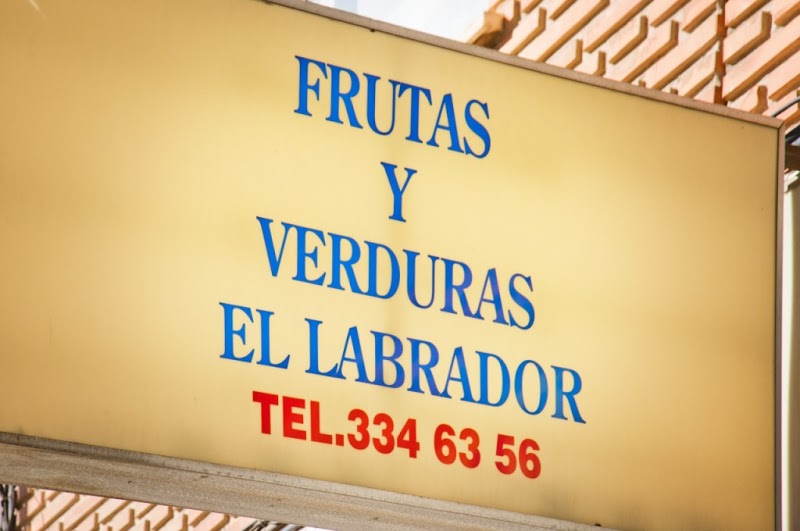 FRUTAS
Y
VERDURAS
EL LABRADOR
TEL.334 63 56